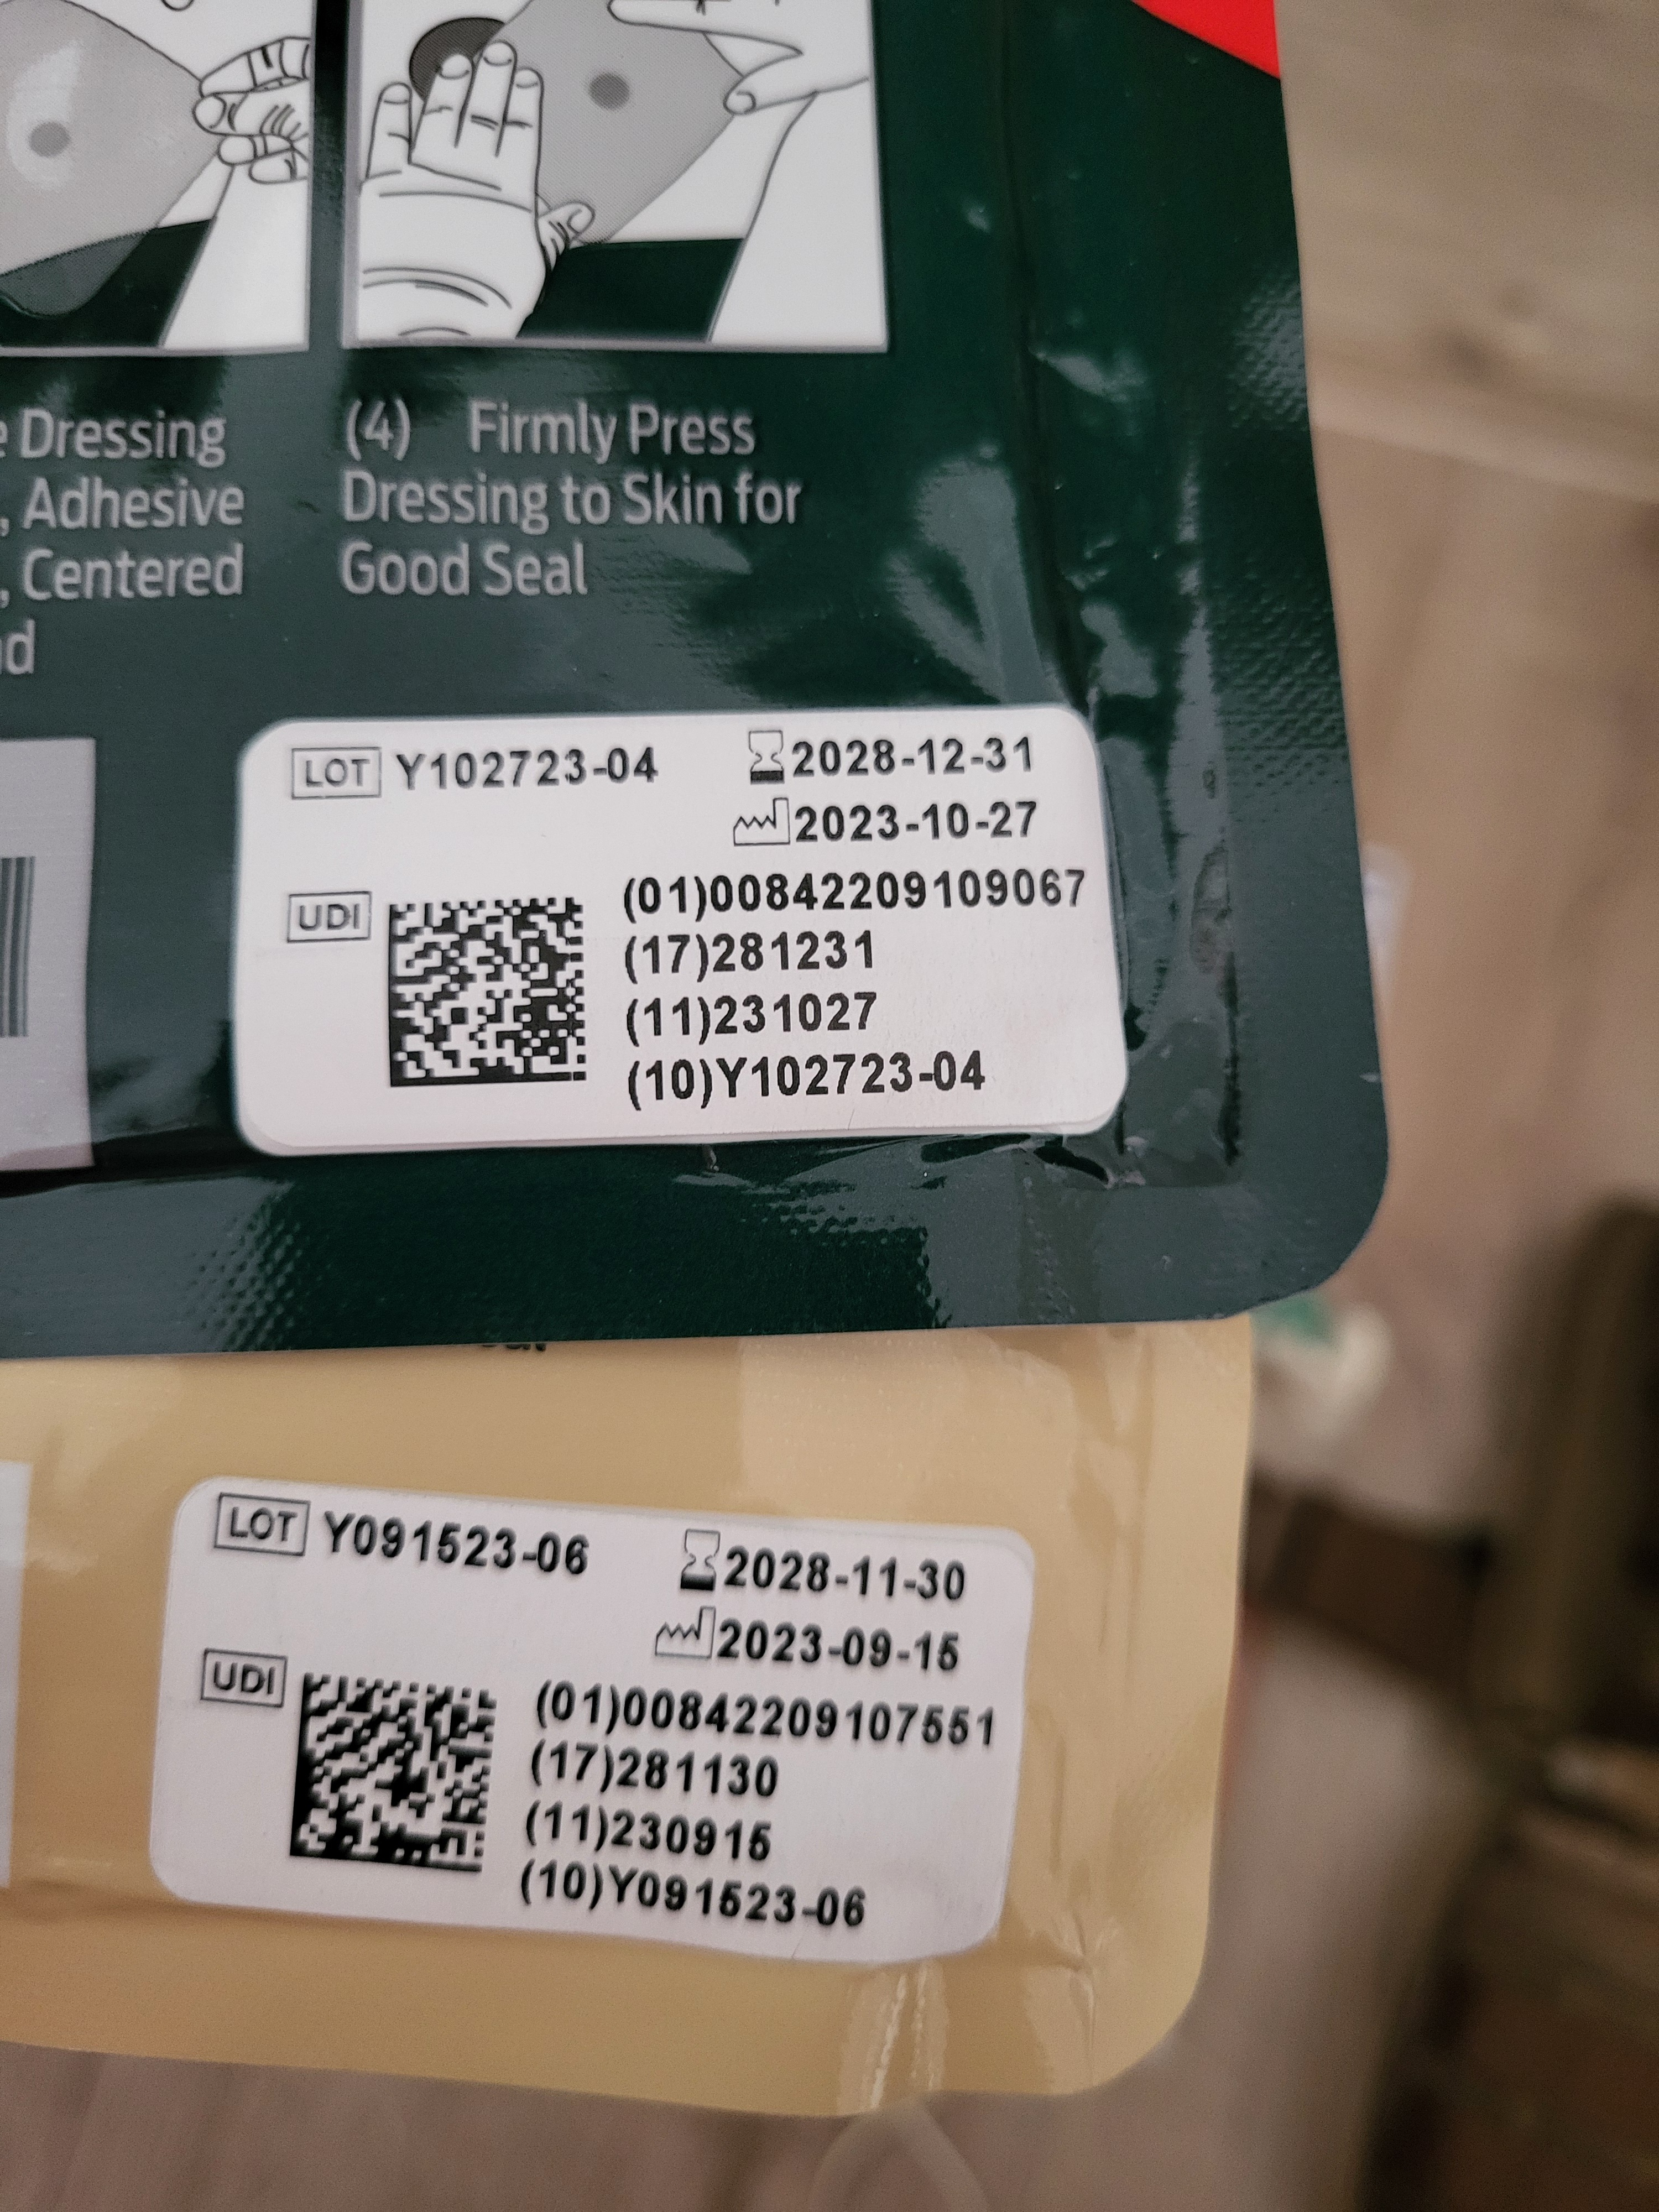 Dressing
, Adhesive
, Centered
(4) Firmly Press
Dressing to Skin for
Good Seal
LOT Y102723-04
2028-12-31
2023-10-27
UDI
(01)00842209109067
(17)281231
(11)231027
(10)Y102723-04
LOT Y091523-06
2028-11-30
2023-09-15
UDI
(01)00842209107551
(17)281130
(11)230915
(10)Y091523-06